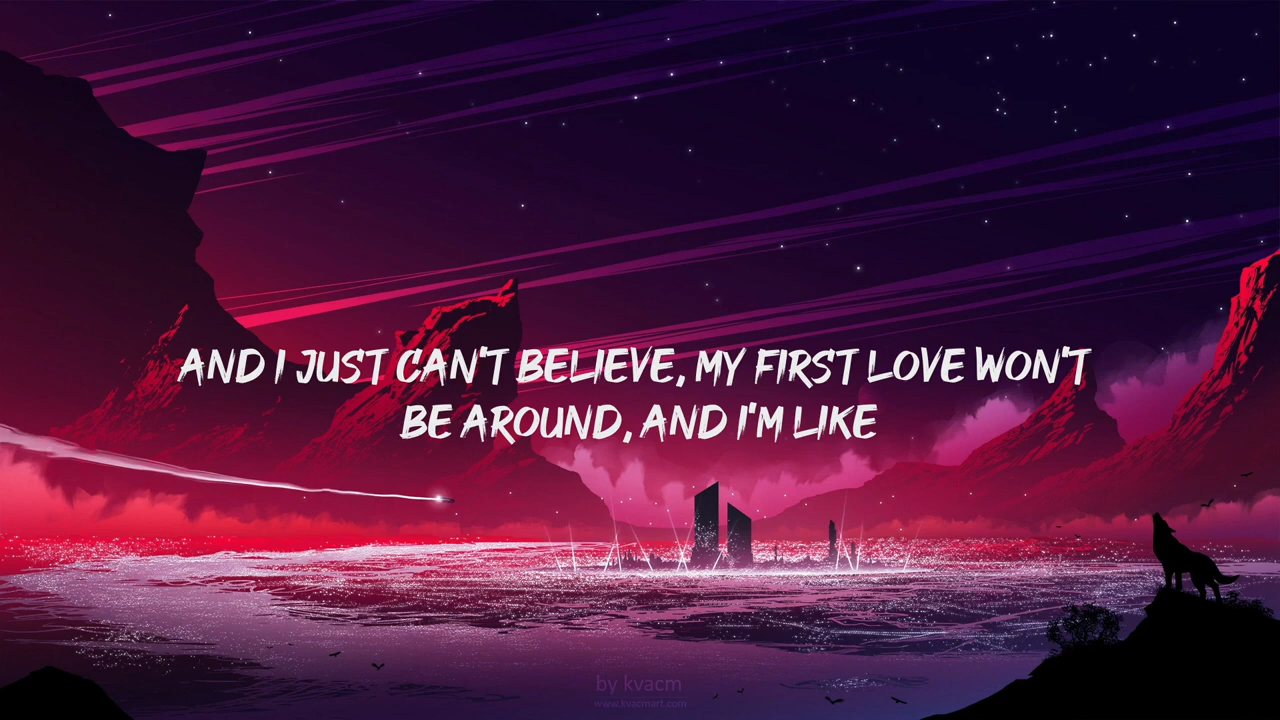 AND I JUST CAN'T BELIEVE, MY FIRST LOVE WON'T
BE AROUND, AND I'M LIKE
by kvacm
www.kvacmart.com